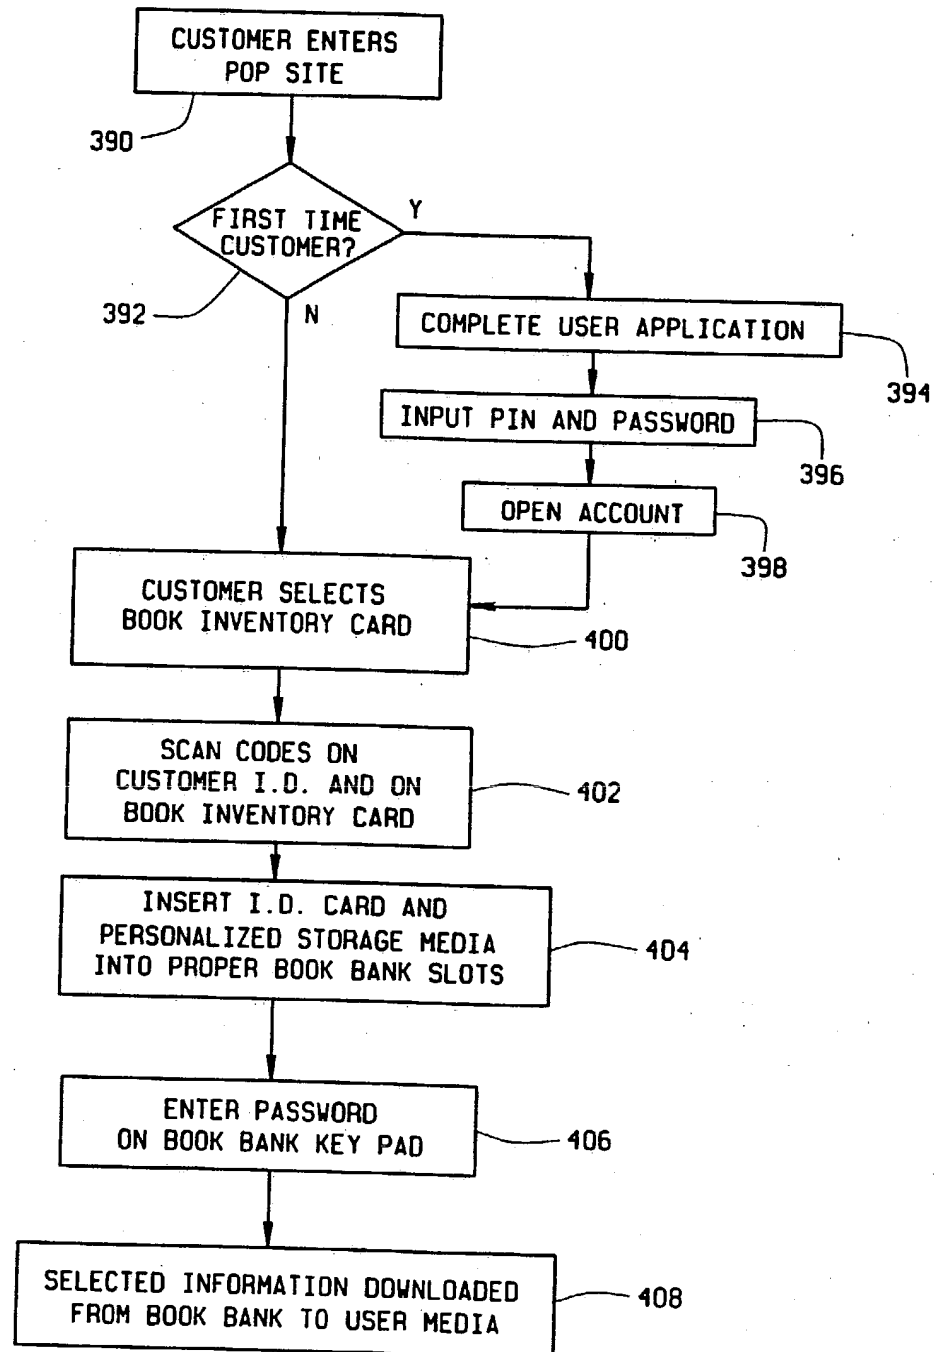 CUSTOMER ENTERS
POP SITE
390
FIRST TIME
CUSTOMER?
Y
392
N
COMPLETE USER APPLICATION
394
INPUT PIN AND PASSWORD
396
OPEN ACCOUNT
398
CUSTOMER SELECTS
BOOK INVENTORY CARD
400
SCAN CODES ON
CUSTOMER I.D. AND ON
BOOK INVENTORY CARD
402
INSERT I.D. CARD AND
PERSONALIZED STORAGE MEDIA
INTO PROPER BOOK BANK SLOTS
404
ENTER PASSWORD
ON BOOK BANK KEY PAD
406
SELECTED INFORMATION DOWNLOADED
FROM BOOK BANK TO USER MEDIA
408